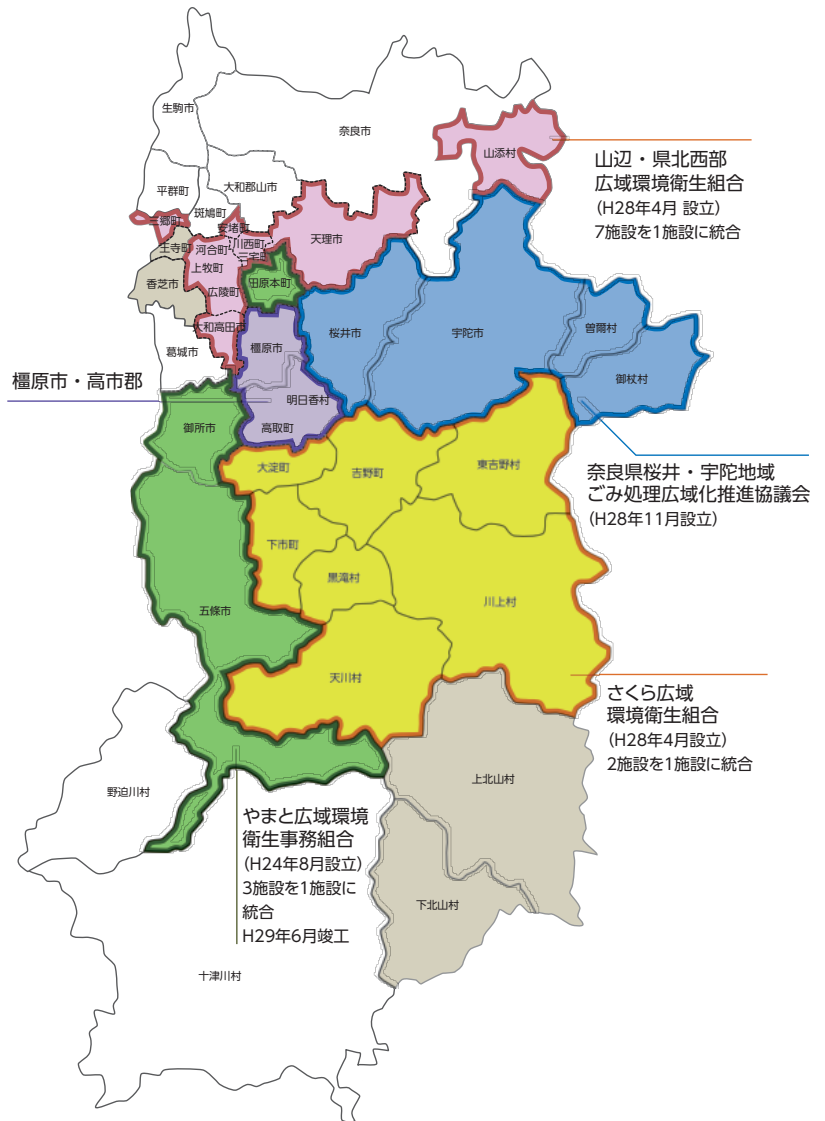 生駒市
奈良市
山添村
山辺・県北西部
広域環境衛生組合
(H28年4月 設立)
7施設を1施設に統合
平群町
大和郡山市
斑鳩町
三郷町
安堵町
川西町
三宅町
天理市
王寺町
河合町
上牧町
香芝市
田原本町
広陵町
大和高田市
葛城市
橿原市
桜井市
宇陀市
曽爾村
御杖村
橿原市・高市郡
明日香村
高取町
御所市
大淀町
吉野町
東吉野村
奈良県桜井・宇陀地域
ごみ処理広域化推進協議会
(H28年11月設立)
下市町
黒滝村
川上村
五條市
天川村
さくら広域
環境衛生組合
(H28年4月設立)
2施設を1施設に統合
上北山村
野迫川村
やまと広域環境
衛生事務組合
(H24年8月設立)
3施設を1施設に
統合
H29年6月竣工
下北山村
十津川村